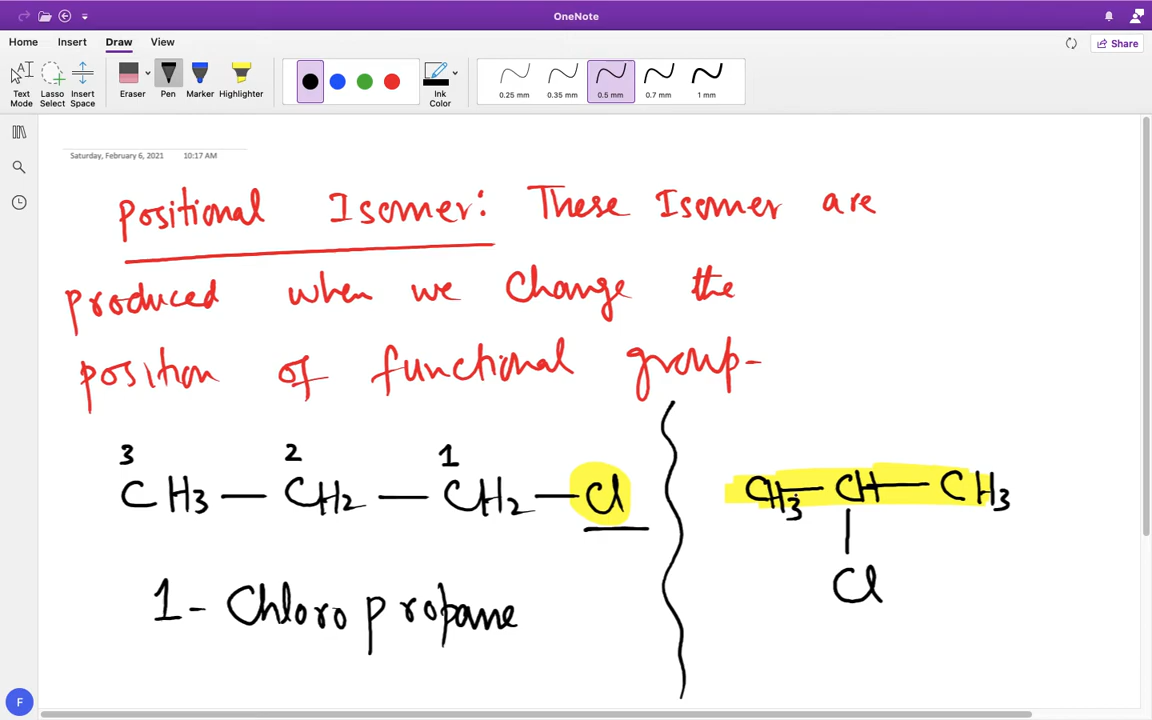 OneNote
Home Insert Draw View
Share
Text Mode Lasso Select Insert Space Eraser Pen Marker Highlighter Ink Color 0.25 mm 0.35 mm 0.5 mm 0.7 mm 1 mm
Saturday, February 6, 2021 10:17 AM
Positional Isomer: These Isomer are
produced when we change the
position of functional group-
3 2 1
CH3 — CH2 — CH2 — Cl
CH3 — CH — CH3
Cl
1- Chloro propane
F